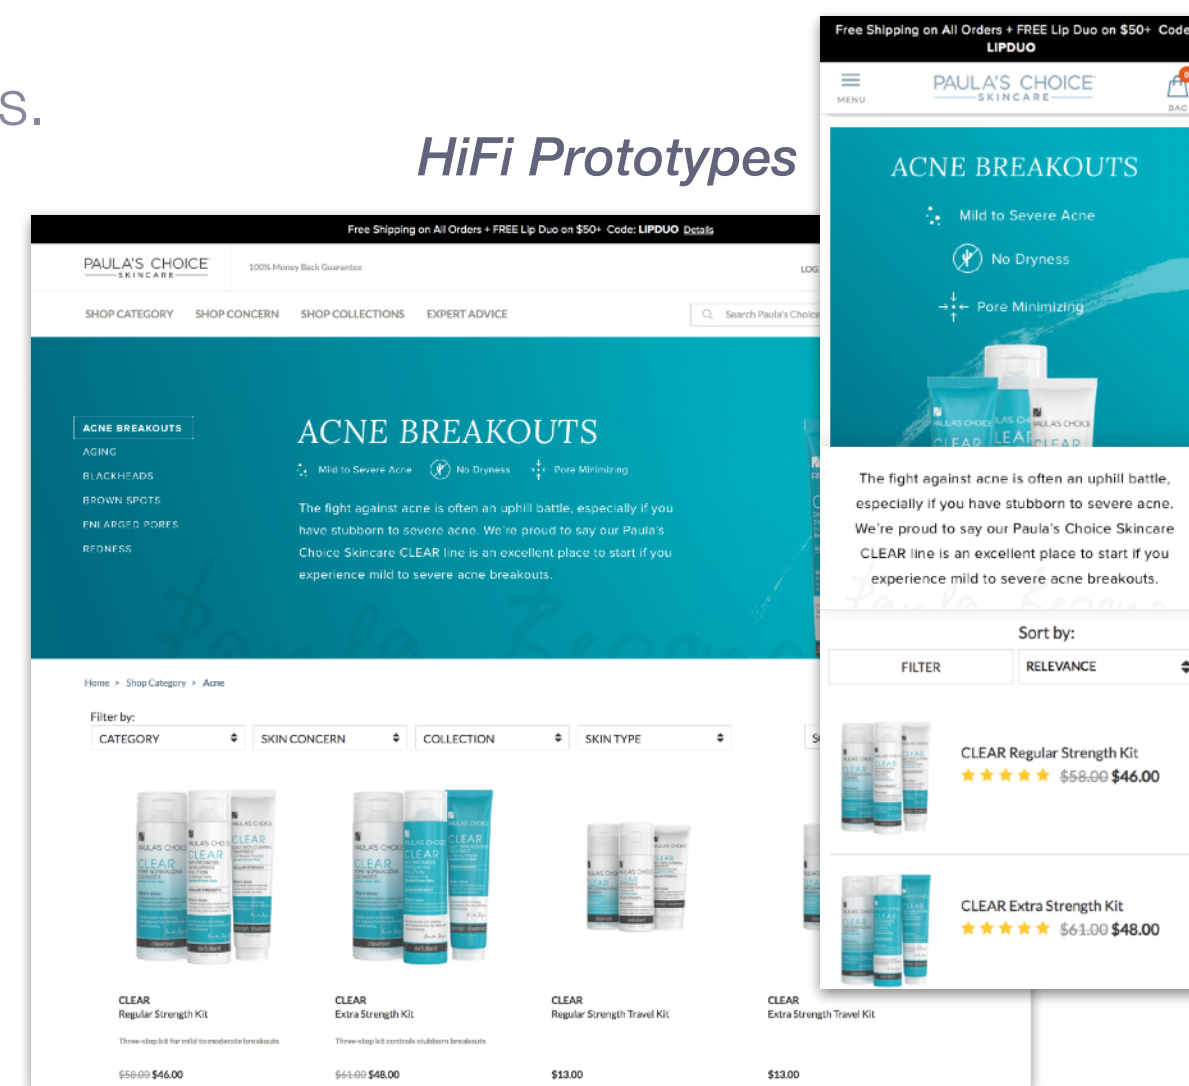 s.
HiFi Prototypes
Free Shipping on All Orders + FREE Lip Duo on $50+ Code: LIPDUO Details
PAULA'S CHOICE
SKINCARE
100% Money Back Guarantee
LOG
SHOP CATEGORY
SHOP CONCERN
SHOP COLLECTIONS
EXPERT ADVICE
Search Paula's Choice
ACNE BREAKOUTS
AGING
BLACKHEADS
BROWN SPOTS
ENLARGED PORES
REDNESS
ACNE BREAKOUTS
Mild to Severe Acne
No Dryness
Pore Minimizing
The fight against acne is often an uphill battle, especially if you
have stubborn to severe acne. We're proud to say our Paula's
Choice Skincare CLEAR line is an excellent place to start if you
experience mild to severe acne breakouts.
Home > Shop Category > Acne
Filter by:
CATEGORY
SKIN CONCERN
COLLECTION
SKIN TYPE
CLEAR
Regular Strength Kit
Three-step kit for mild to moderate breakouts
$58.00 $46.00
CLEAR
Extra Strength Kit
Three-step kit controls stubborn breakouts
$61.00 $48.00
CLEAR
Regular Strength Travel Kit
$13.00
CLEAR
Extra Strength Travel Kit
$13.00
Free Shipping on All Orders + FREE Lip Duo on $50+ Code
LIPDUO
MENU
PAULA'S CHOICE
SKINCARE
BAG
ACNE BREAKOUTS
Mild to Severe Acne
No Dryness
Pore Minimizing
The fight against acne is often an uphill battle,
especially if you have stubborn to severe acne.
We're proud to say our Paula's Choice Skincare
CLEAR line is an excellent place to start if you
experience mild to severe acne breakouts.
Sort by:
FILTER
RELEVANCE
CLEAR Regular Strength Kit
$58.00 $46.00
CLEAR Extra Strength Kit
$61.00 $48.00